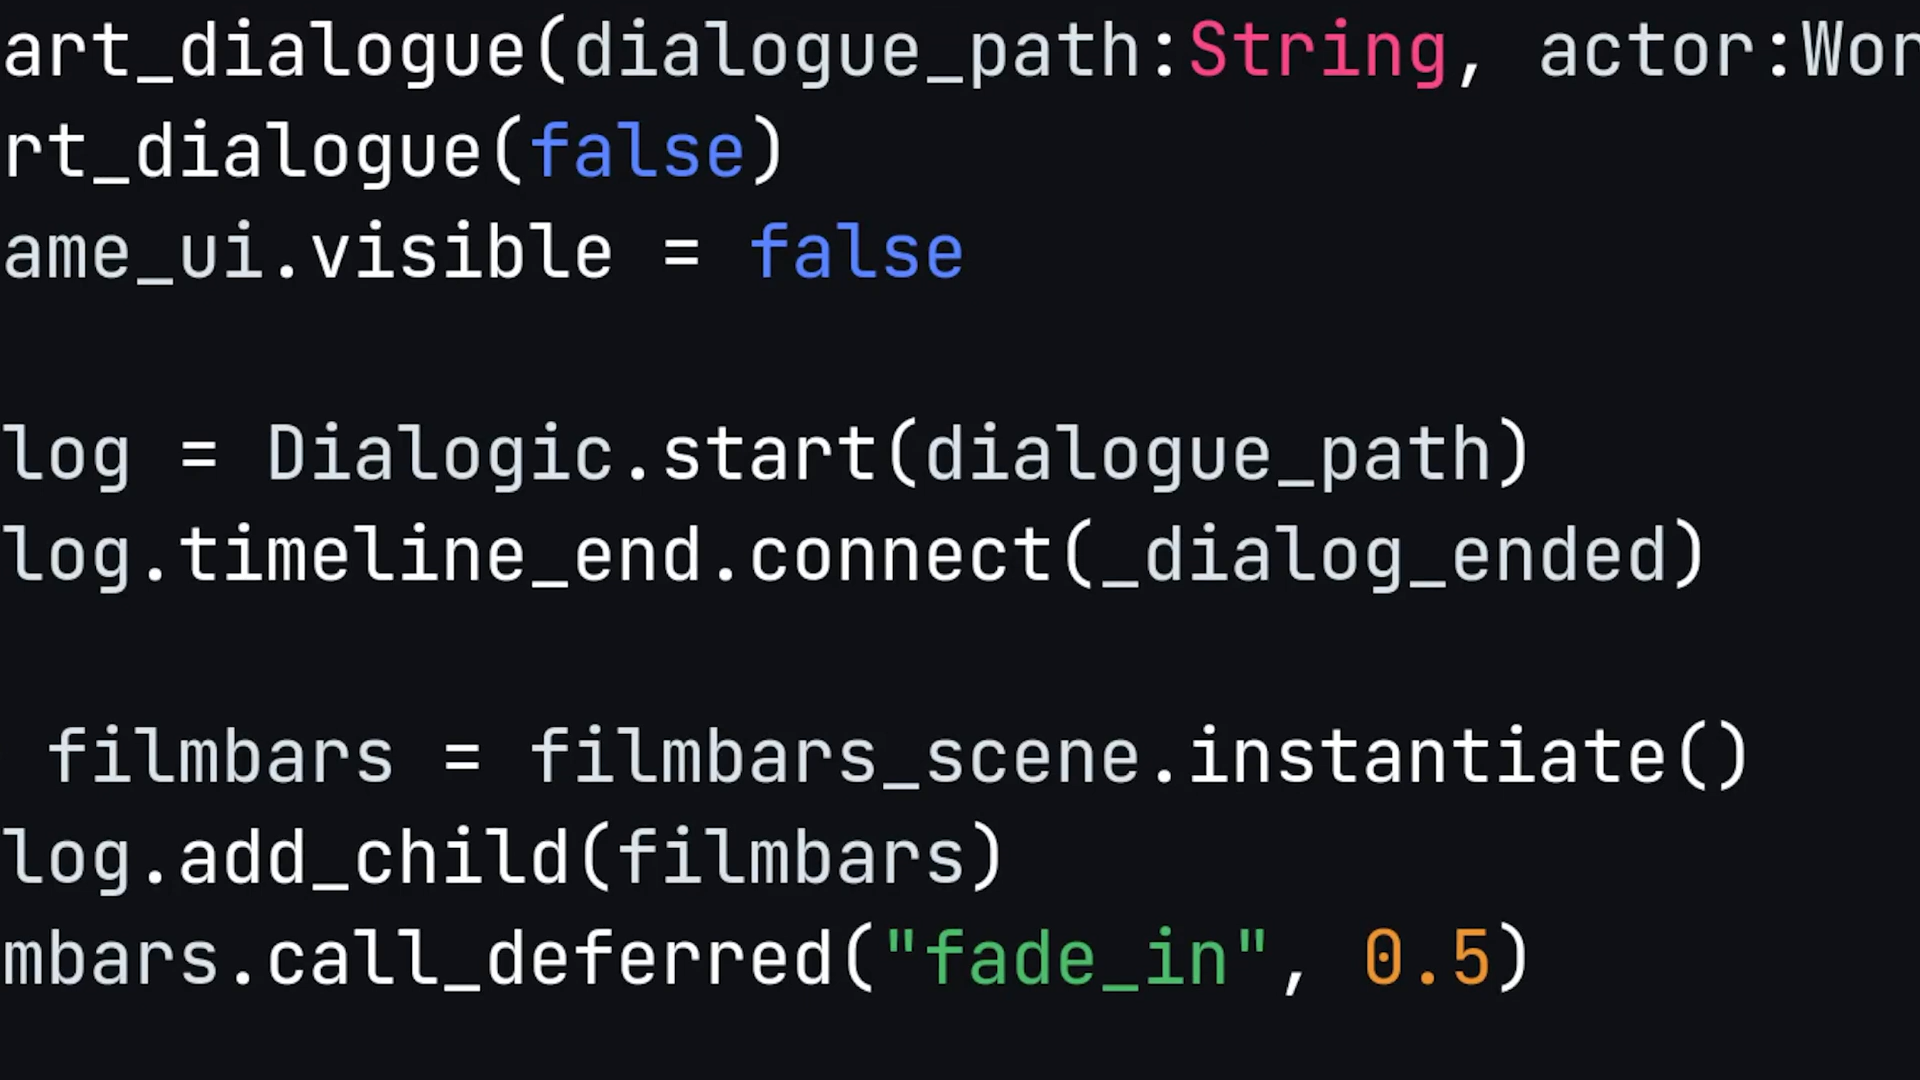 art_dialogue(dialogue_path:String, actor:Wor
rt_dialogue(false)
ame_ui.visible = false
log = Dialogic.start(dialogue_path)
log.timeline_end.connect(_dialog_ended)
filmbars = filmbars_scene.instantiate()
log.add_child(filmbars)
mbars.call_deferred("fade_in", 0.5)